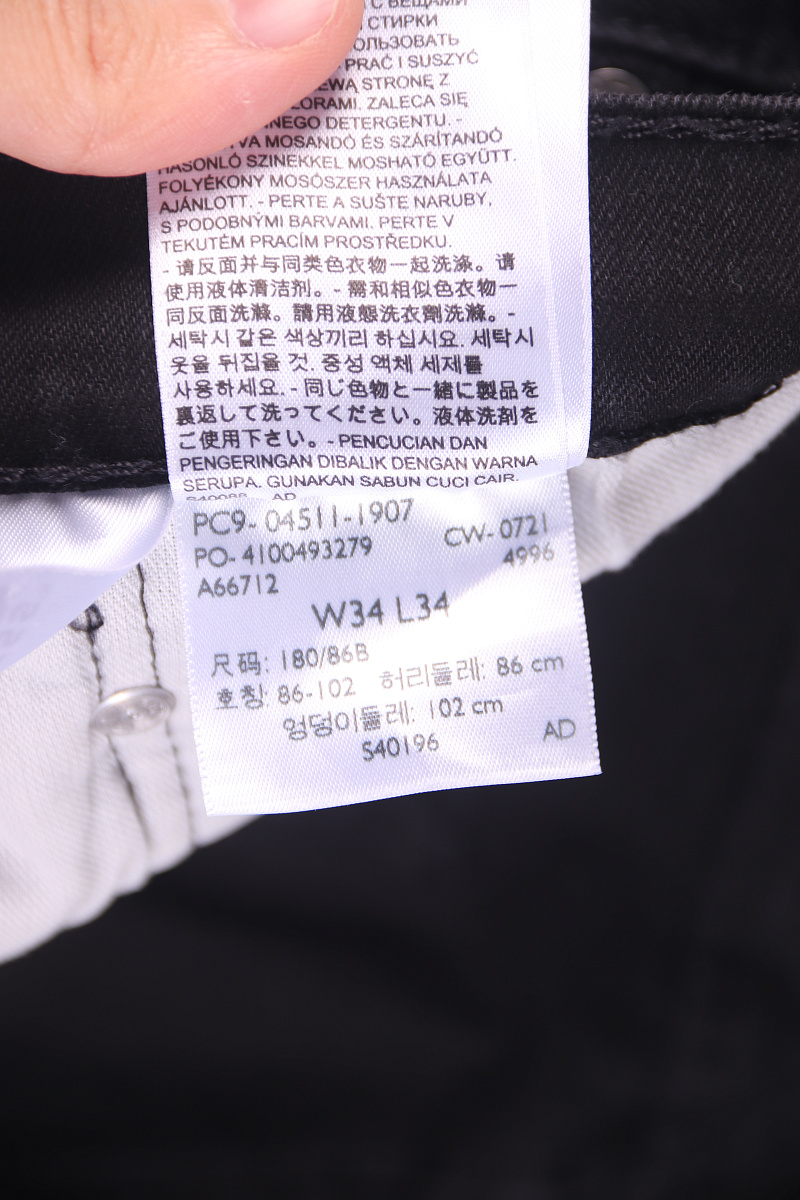 С ВЕЩАМИ
СТИРКИ
ОЛЬЗОВАТЬ
PRAĆ I SUSZYĆ
EWĄ STRONĘ Z
ORAMI. ZALECA SIĘ
NEGO DETERGENTU. -
VA MOSANDÓ ÉS SZÁRÍTANDÓ
HASONLÓ SZINEKKEL MOSHATÓ EGYÜTT.
FOLYÉKONY MOSÓSZER HASZNÁLATA
AJÁNLOTT. - PERTE A SUŠTE NARUBY,
S PODOBNÝMI BARVAMI. PERTE V
TEKUTÉM PRACÍM PROSTŘEDKU.
- 请反面并与同类色衣物一起洗涤。请
使用液体清洁剂。- 需和相似色衣物一
同反面洗滌。請用液態洗衣劑洗滌。-
세탁시 같은 색상끼리 하십시요. 세탁시
옷을 뒤집을 것. 중성 액체 세제를
사용하세요. - 同じ色物と一緒に製品を
裏返して洗ってください。液体洗剤を
ご使用下さい。- PENCUCIAN DAN
PENGERINGAN DIBALIK DENGAN WARNA
SERUPA. GUNAKAN SABUN CUCI CAIR.
AD
PC9- 04511-1907
CW- 0721
PO- 4100493279
4996
A66712
W34 L34
尺码: 180/86B
호칭: 86-102 허리둘레: 86 cm
엉덩이둘레: 102 cm
S40196
AD